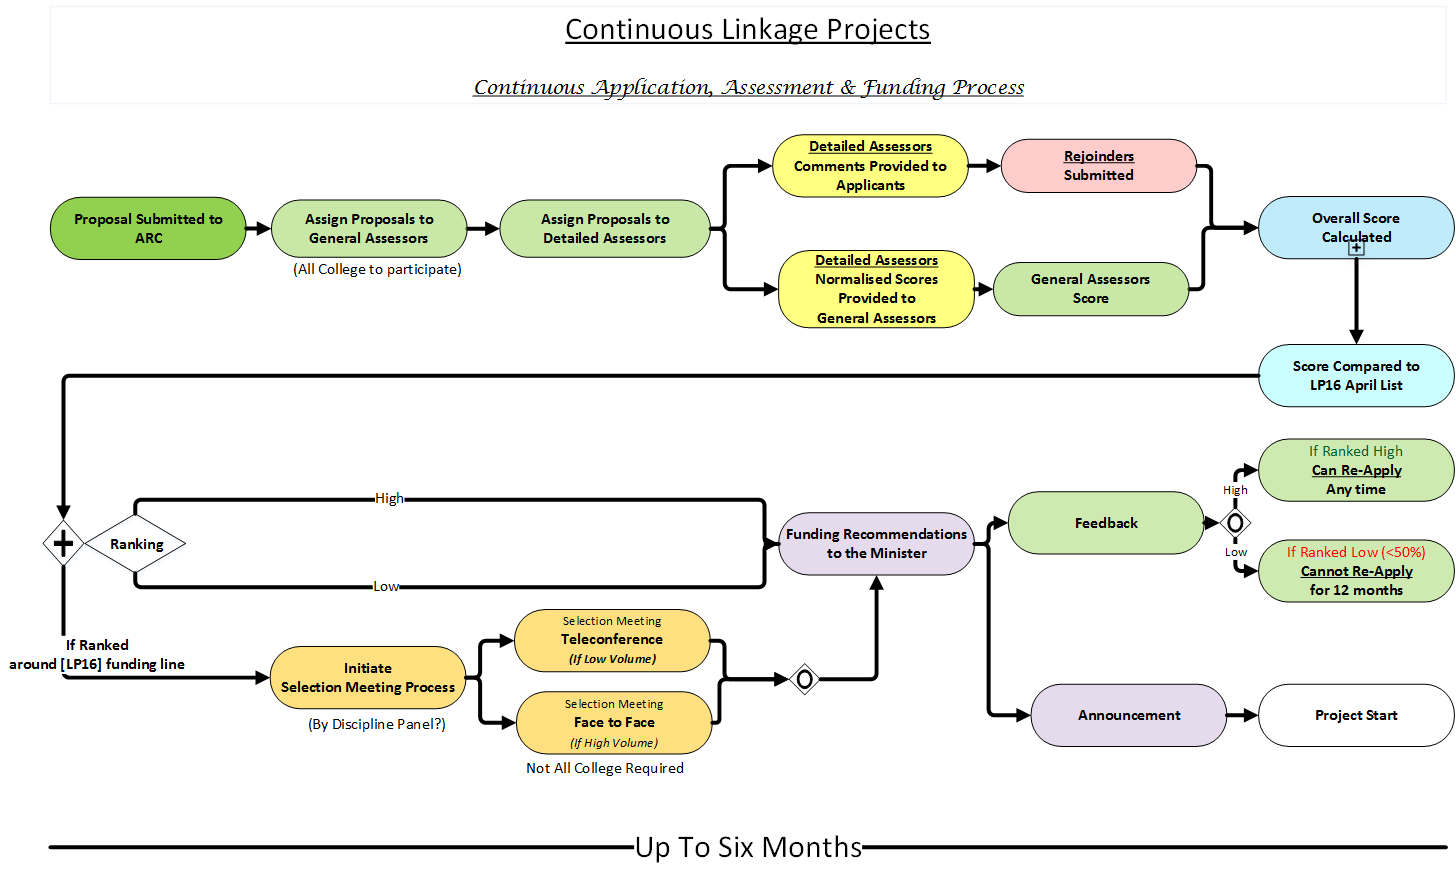 Continuous Linkage Projects
Continuous Application, Assessment & Funding Process
Proposal Submitted to
ARC
Assign Proposals to
General Assessors
(All College to participate)
Assign Proposals to
Detailed Assessors
Detailed Assessors
Comments Provided to
Applicants
Rejoinders
Submitted
Detailed Assessors
Normalised Scores
Provided to
General Assessors
General Assessors
Score
Overall Score
Calculated
Score Compared to
LP16 April List
Ranking
High
Low
If Ranked
around [LP16] funding line
Initiate
Selection Meeting Process
(By Discipline Panel?)
Selection Meeting
Teleconference
(If Low Volume)
Selection Meeting
Face to Face
(If High Volume)
Not All College Required
Funding Recommendations
to the Minister
Feedback
High
Low
If Ranked High
Can Re-Apply
Any time
If Ranked Low (<50%)
Cannot Re-Apply
for 12 months
Announcement
Project Start
Up To Six Months